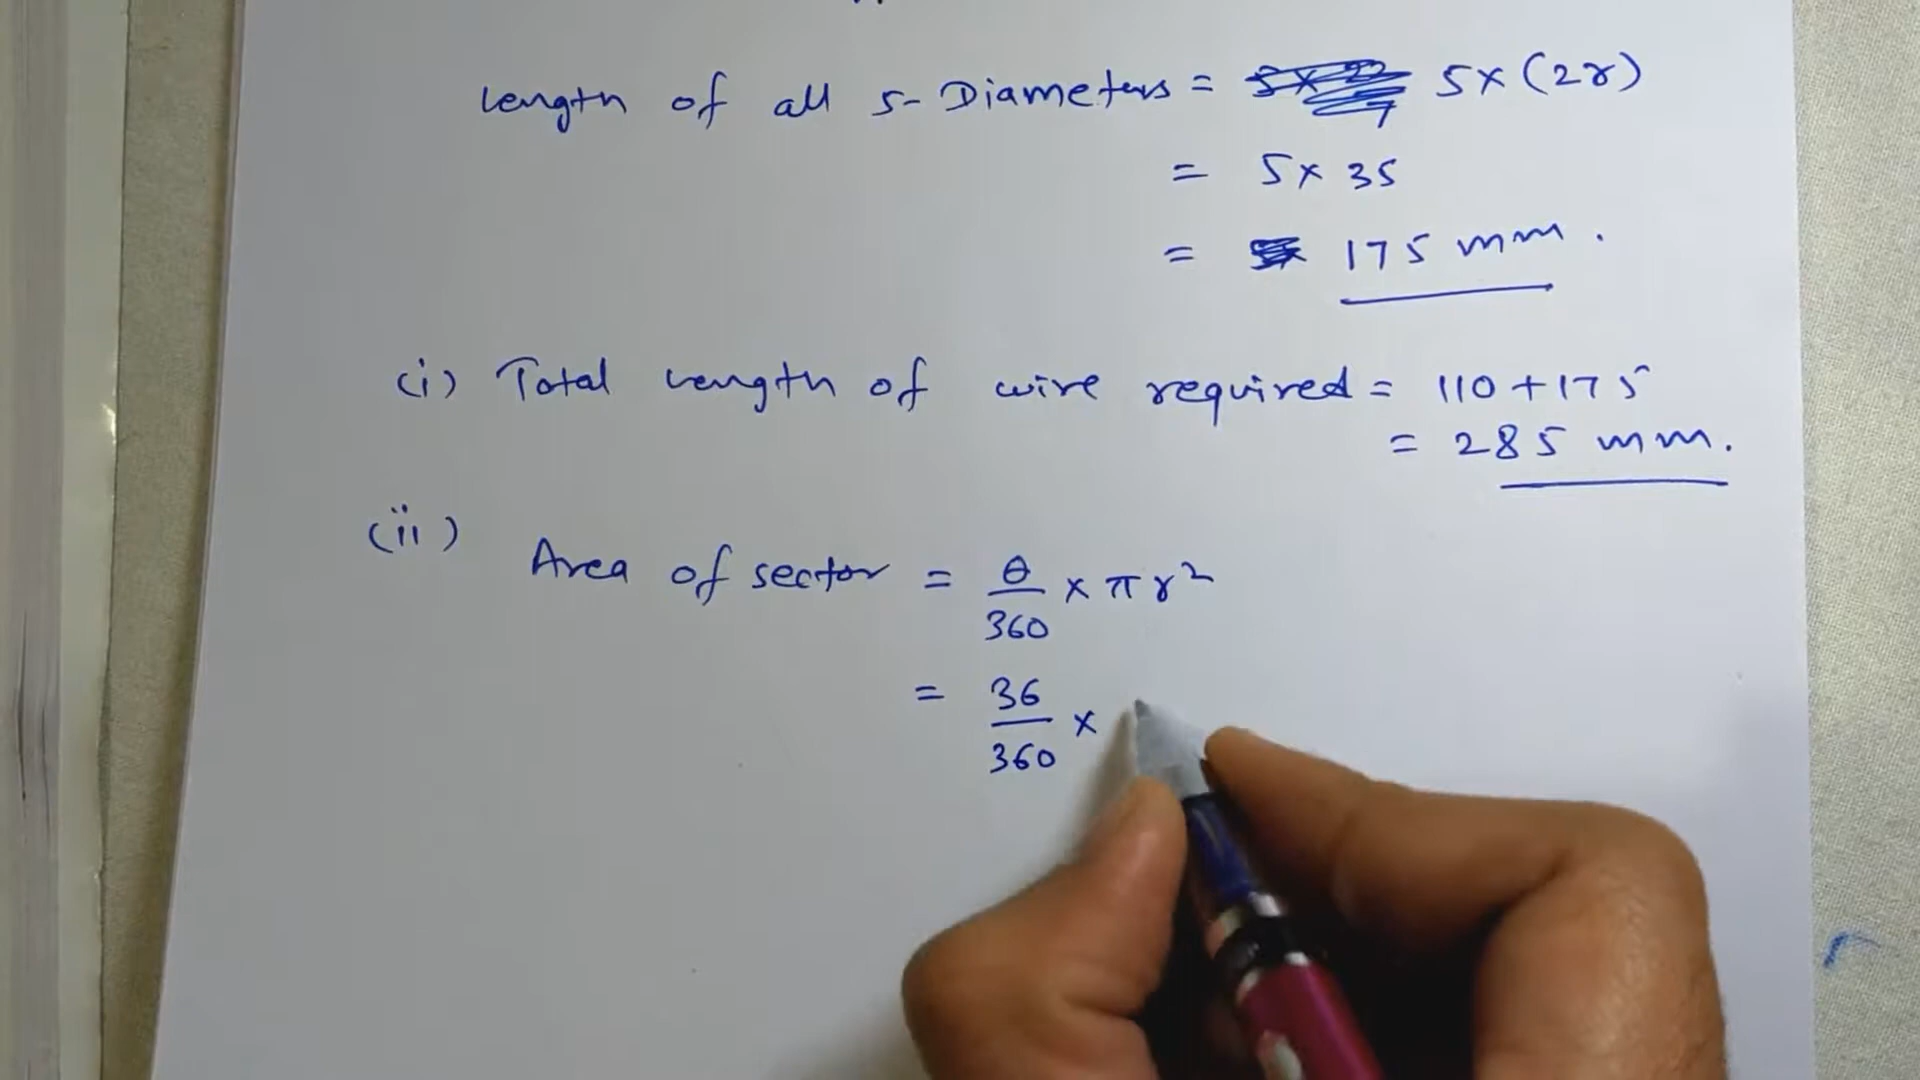 Length of all 5-Diameters = 5×(2r)
= 5×35
= 175 mm.
(i) Total length of wire required = 110+175
= 285 mm.
(ii) Area of sector = θ/360 × πr²
= 36/360 ×